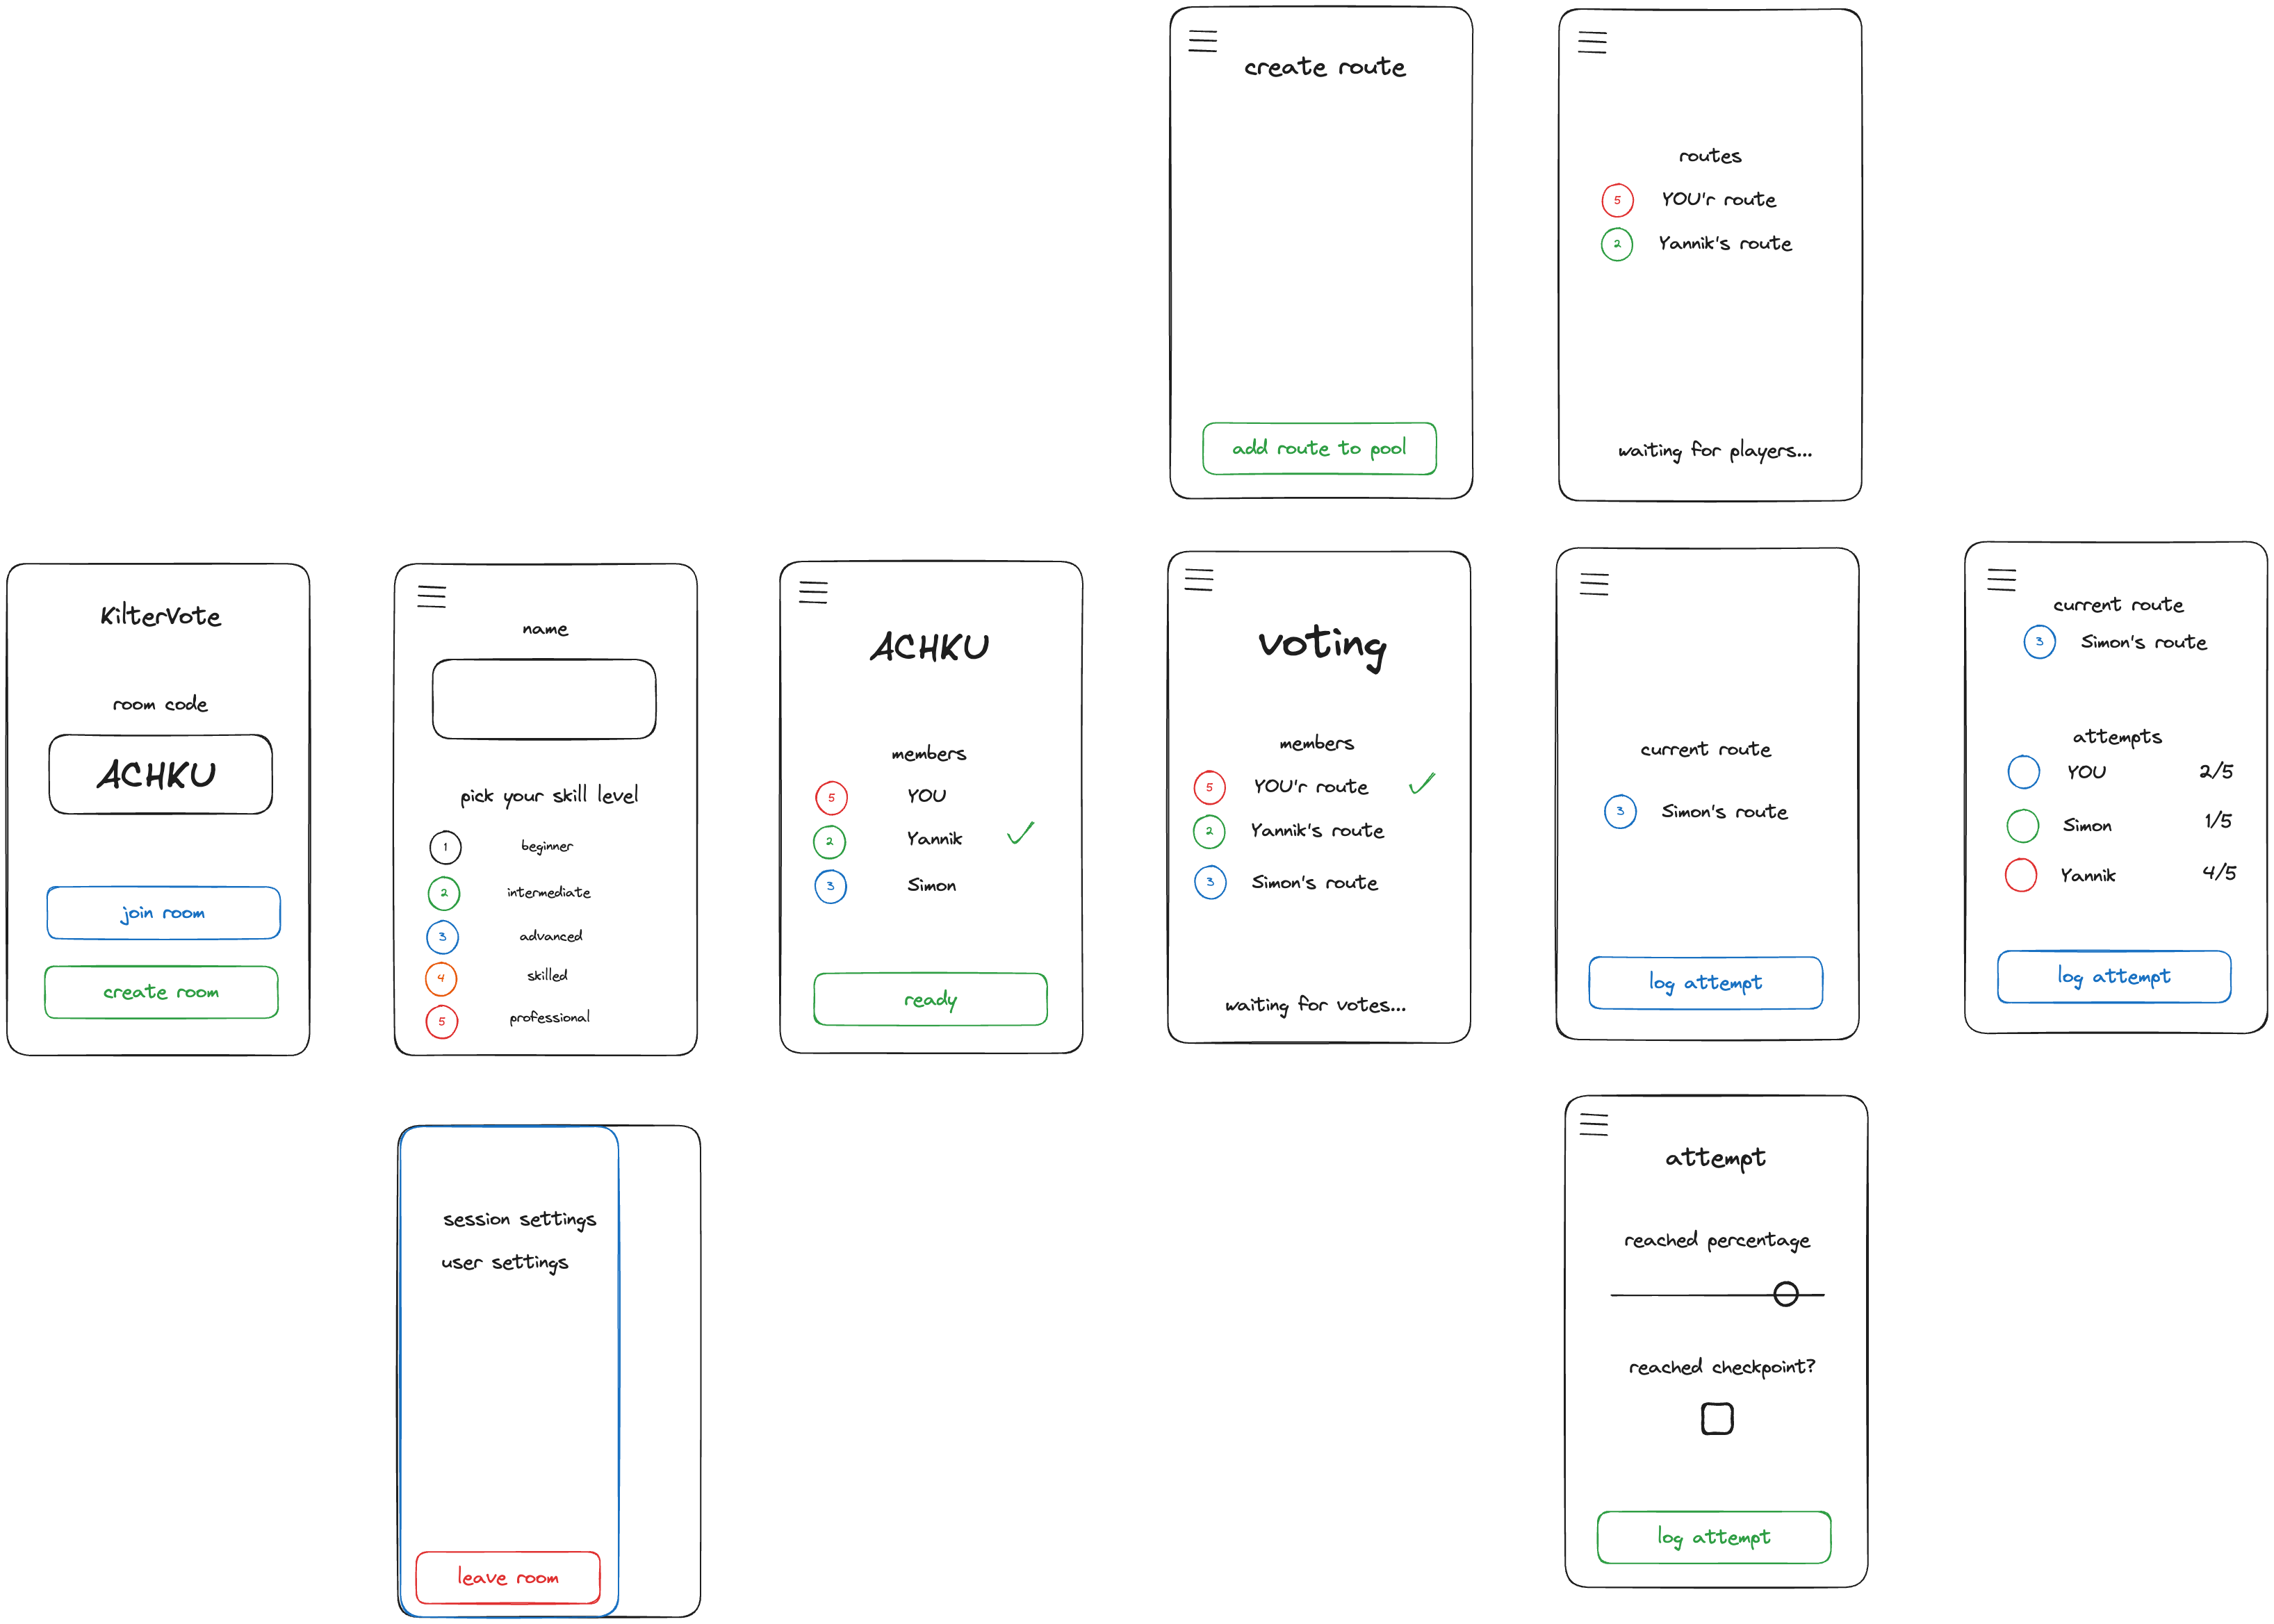 create route
add route to pool
routes
5 YOU'r route
2 Yannik's route
waiting for players...
KilterVote
room code
ACHKU
join room
create room
name
pick your skill level
1 beginner
2 intermediate
3 advanced
4 skilled
5 professional
ACHKU
members
5 YOU
2 Yannik
3 Simon
ready
voting
members
5 YOU'r route
2 Yannik's route
3 Simon's route
waiting for votes...
current route
3 Simon's route
log attempt
current route
3 Simon's route
attempts
YOU 2/5
Simon 1/5
Yannik 4/5
log attempt
session settings
user settings
leave room
attempt
reached percentage
reached checkpoint?
log attempt